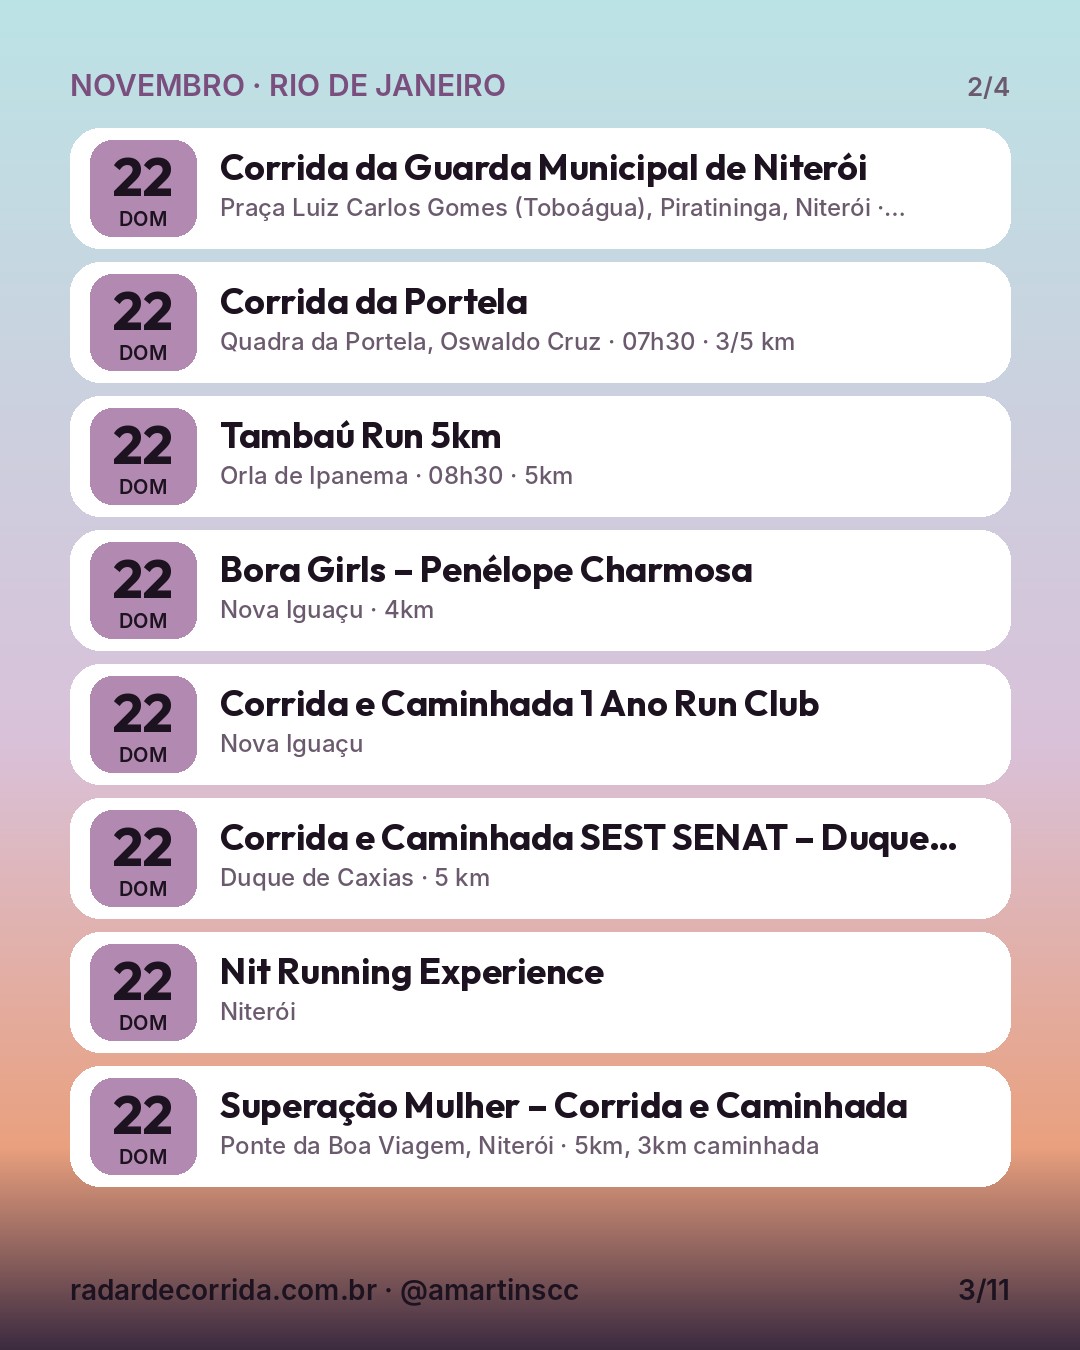 NOVEMBRO · RIO DE JANEIRO
2/4
22
DOM
Corrida da Guarda Municipal de Niterói
Praça Luiz Carlos Gomes (Toboágua), Piratininga, Niterói ·...
22
DOM
Corrida da Portela
Quadra da Portela, Oswaldo Cruz · 07h30 · 3/5 km
22
DOM
Tambaú Run 5km
Orla de Ipanema · 08h30 · 5km
22
DOM
Bora Girls – Penélope Charmosa
Nova Iguaçu · 4km
22
DOM
Corrida e Caminhada 1 Ano Run Club
Nova Iguaçu
22
DOM
Corrida e Caminhada SEST SENAT – Duque...
Duque de Caxias · 5 km
22
DOM
Nit Running Experience
Niterói
22
DOM
Superação Mulher – Corrida e Caminhada
Ponte da Boa Viagem, Niterói · 5km, 3km caminhada
radardecorrida.com.br · @amartinscc
3/11